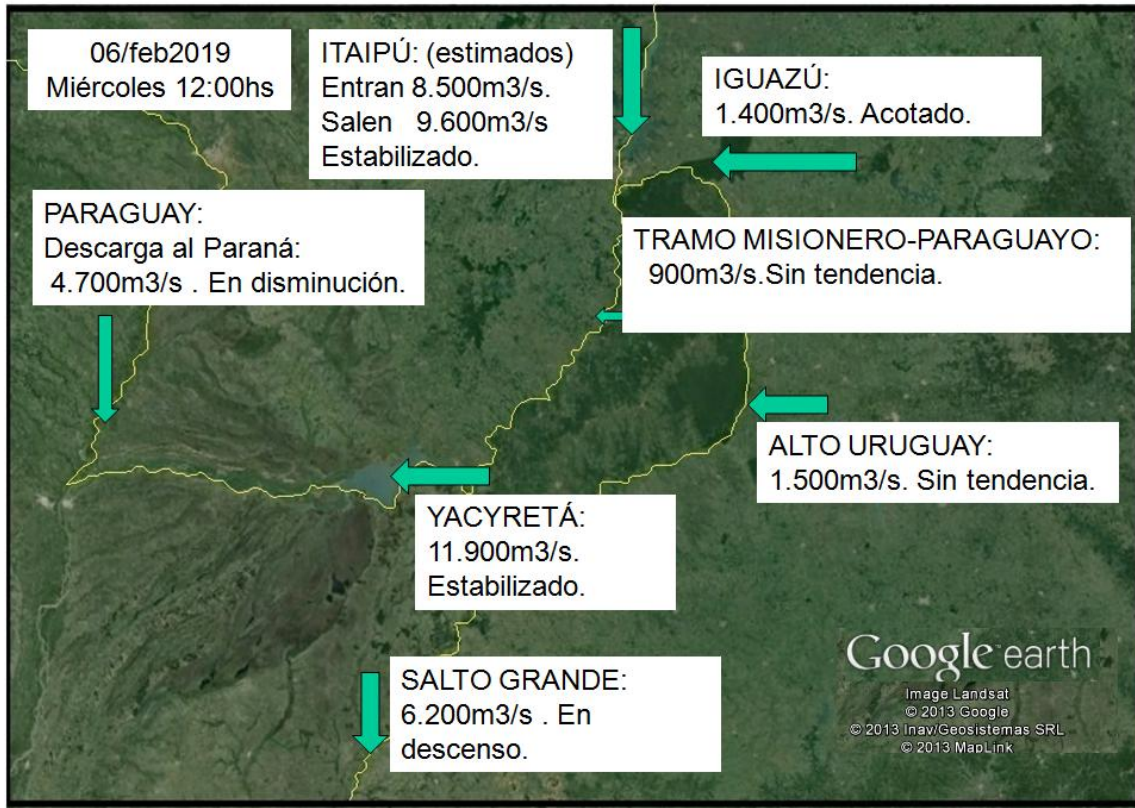 06/feb2019
Miércoles 12:00hs
ITAIPÚ: (estimados)
Entran 8.500m3/s.
Salen 9.600m3/s
Estabilizado.
IGUAZÚ:
1.400m3/s. Acotado.
PARAGUAY:
Descarga al Paraná:
4.700m3/s . En disminución.
TRAMO MISIONERO-PARAGUAYO:
900m3/s.Sin tendencia.
ALTO URUGUAY:
1.500m3/s. Sin tendencia.
YACYRETÁ:
11.900m3/s.
Estabilizado.
SALTO GRANDE:
6.200m3/s . En
descenso.
Google earth
Image Landsat
© 2013 Google
© 2013 Inav/Geosistemas SRL
© 2013 MapLink